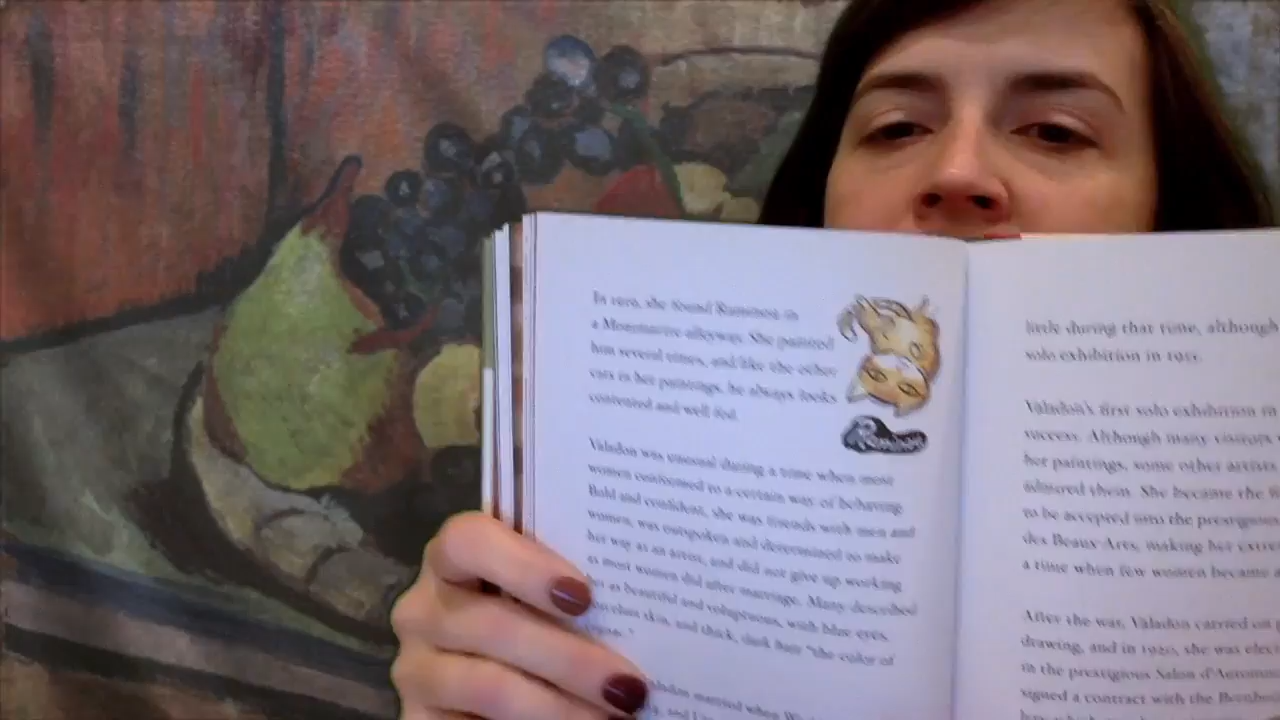 In 1920, she found Raminou in
a Montmartre alleyway. She painted
him several times, and like the other
cats in her paintings, he always looks
contented and well fed.
Raminou
Valadon was unusual during a time when most
women conformed to a certain way of behaving.
Bold and confident, she was friends with men and
women, was outspoken and determined to make
her way as an artist, and did not give up working
as most women did after marriage. Many described
her as beautiful and voluptuous, with blue eyes,
porcelain skin, and thick, dark hair "the color of
Valadon married when
and
little during that time, although
solo exhibition in 1911.
Valadon's first solo exhibition in
success. Although many visitors
her paintings, some other artists
admired them. She became the
to be accepted into the prestigious
des Beaux-Arts, making her
a time when few women became
After the war, Valadon carried on
drawing, and in 1920, she was
in the prestigious Salon d'Automne
signed a contract with the